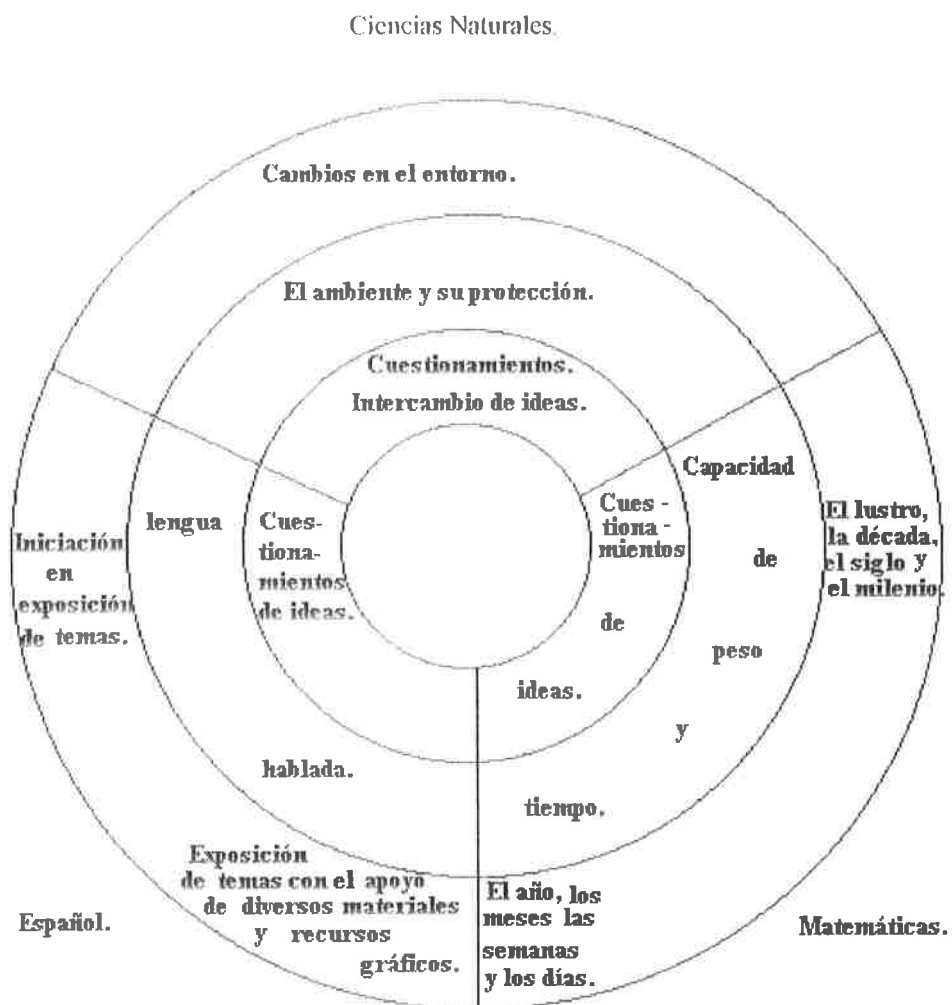 Ciencias Naturales.
Cambios en el entorno.
El ambiente y su protección.
Cuestionamientos.
Intercambio de ideas.
Capacidad
de
peso
y
tiempo.
Cues -
tiona -
mientos
de
ideas.
El lustro,
la década,
el siglo y
el milenio.
lengua
hablada.
Cues-
tiona-
mientos
de ideas.
Iniciación
en
exposición
de temas.
Exposición
de temas con el apoyo
de diversos materiales
y recursos
gráficos.
El año, los
meses las
semanas
y los días.
Español.
Matemáticas.